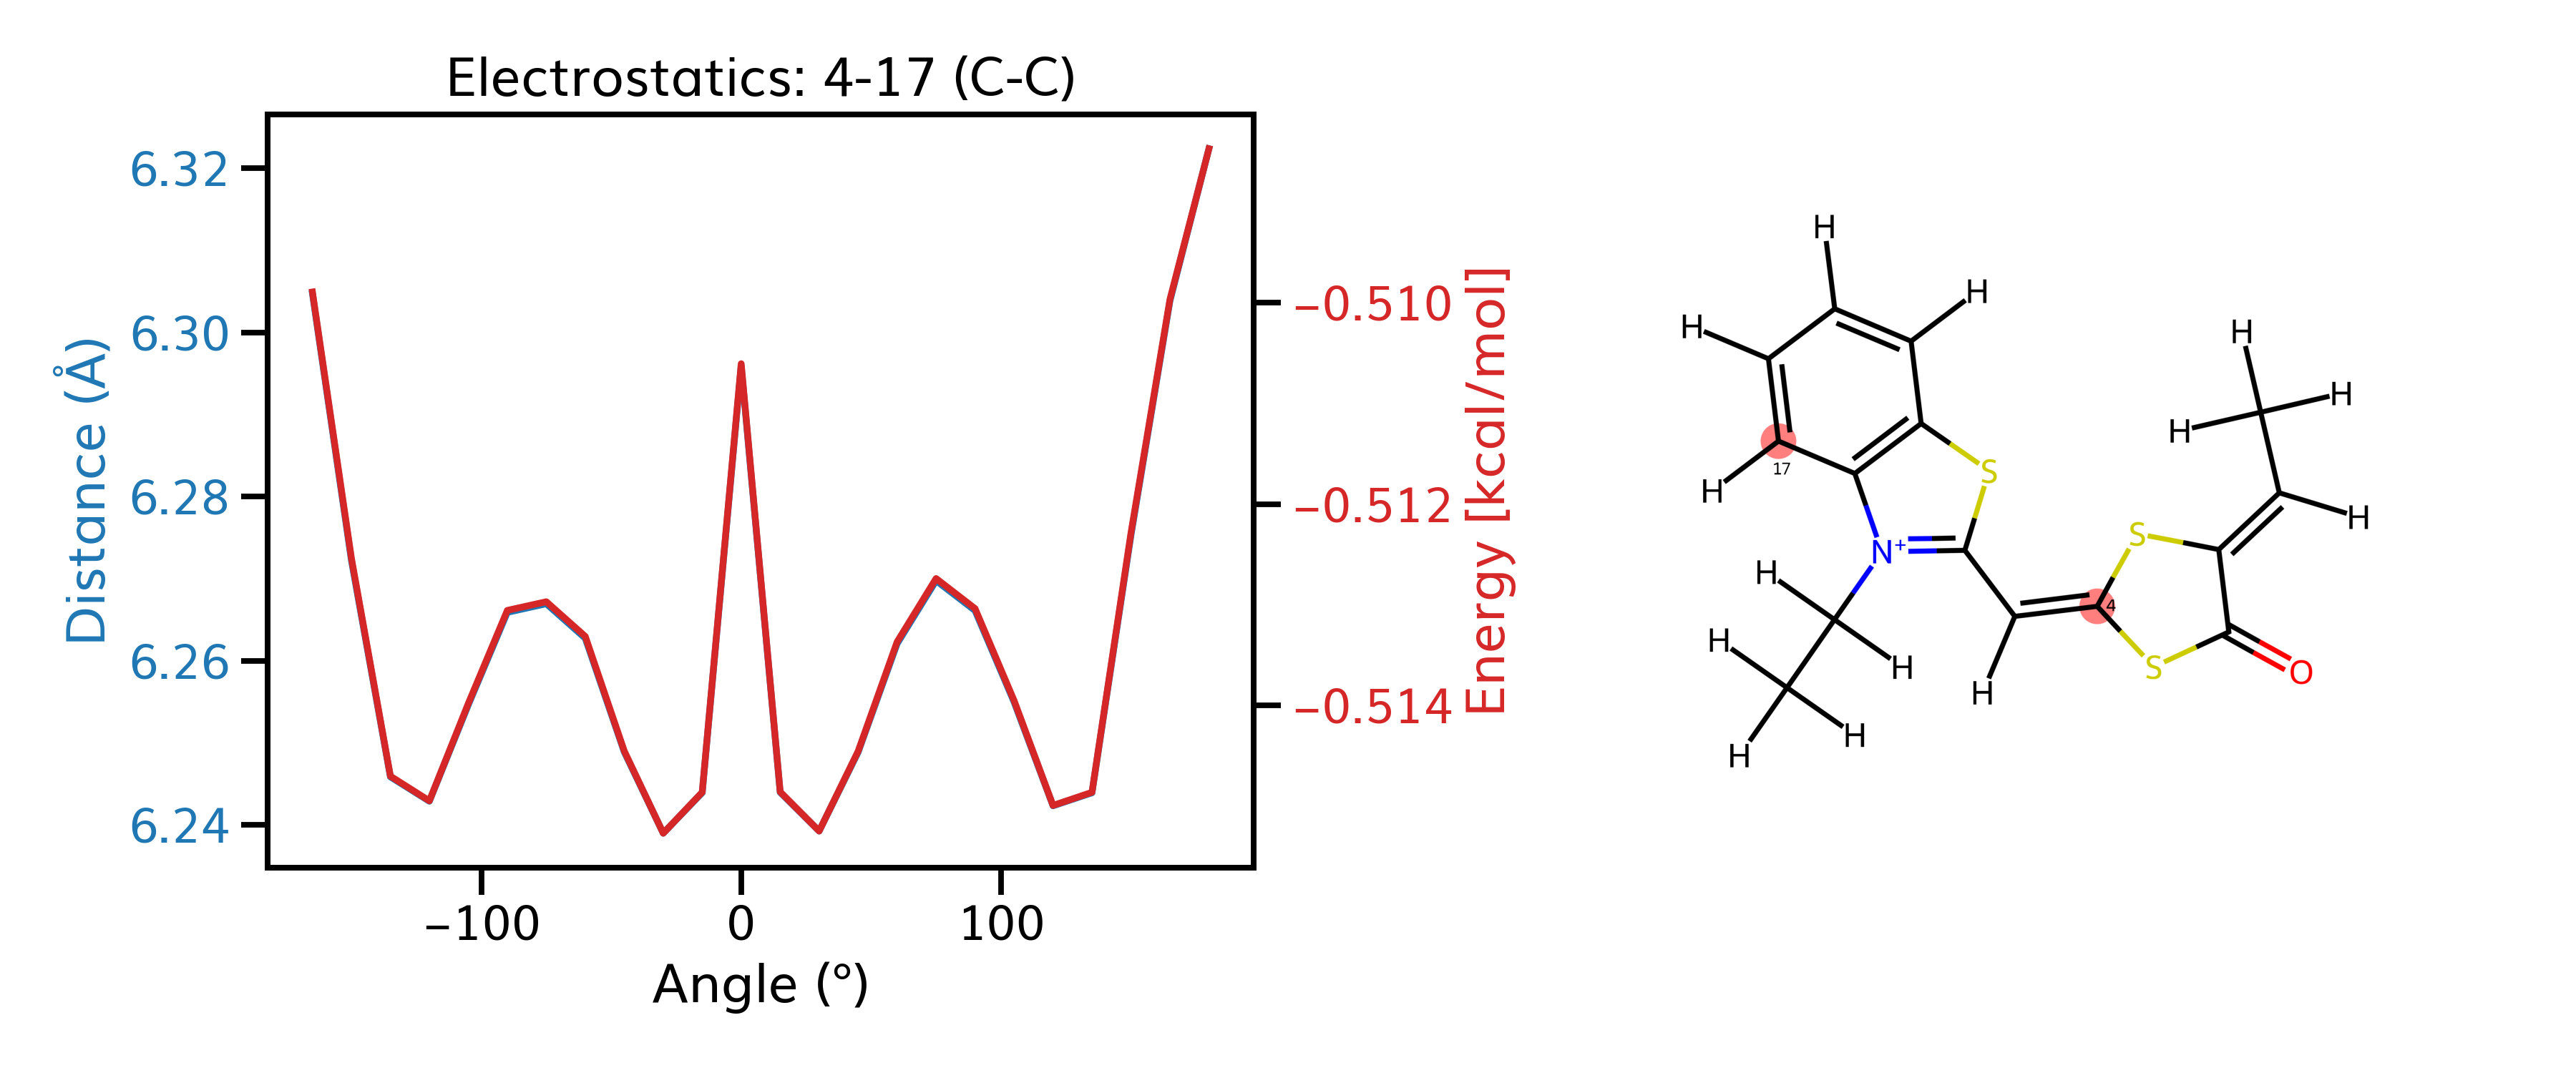 Electrostatics: 4-17 (C-C)
6.32
6.30
6.28
6.26
6.24
Distance (Å)
−100
0
100
Angle (°)
−0.510
−0.512
−0.514
Energy [kcal/mol]
H
H
H
H
H
H
17
S
H
S
N+
H
H
4
H
H
S
O
H
H
H